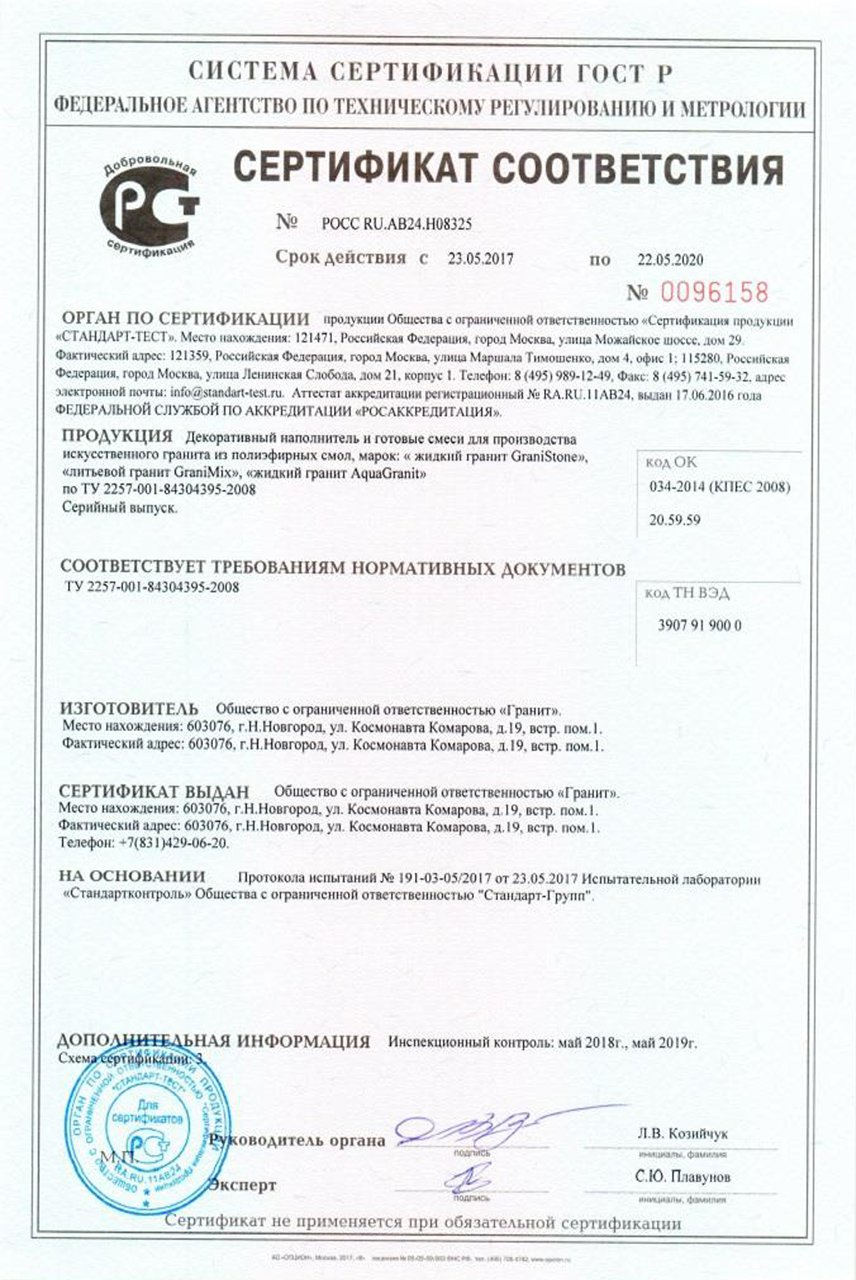 СИСТЕМА СЕРТИФИКАЦИИ ГОСТ Р
ФЕДЕРАЛЬНОЕ АГЕНТСТВО ПО ТЕХНИЧЕСКОМУ РЕГУЛИРОВАНИЮ И МЕТРОЛОГИИ
Добровольная
сертификация
СЕРТИФИКАТ СООТВЕТСТВИЯ
№ РОСС RU.АВ24.Н08325
Срок действия с 23.05.2017 по 22.05.2020
№ 0096158
ОРГАН ПО СЕРТИФИКАЦИИ продукции Общества с ограниченной ответственностью «Сертификация продукции
«СТАНДАРТ-ТЕСТ». Место нахождения: 121471, Российская Федерация, город Москва, улица Можайское шоссе, дом 29.
Фактический адрес: 121359, Российская Федерация, город Москва, улица Маршала Тимошенко, дом 4, офис 1; 115280, Российская
Федерация, город Москва, улица Ленинская Слобода, дом 21, корпус 1. Телефон: 8 (495) 989-12-49, Факс: 8 (495) 741-59-32, адрес
электронной почты: info@standart-test.ru. Аттестат аккредитации регистрационный № RA.RU.11АВ24, выдан 17.06.2016 года
ФЕДЕРАЛЬНОЙ СЛУЖБОЙ ПО АККРЕДИТАЦИИ «РОСАККРЕДИТАЦИЯ».
ПРОДУКЦИЯ Декоративный наполнитель и готовые смеси для производства
искусственного гранита из полиэфирных смол, марок: « жидкий гранит GraniStone»,
«литьевой гранит GraniMix», «жидкий гранит AquaGranit»
по ТУ 2257-001-84304395-2008
Серийный выпуск.
код ОК
034-2014 (КПЕС 2008)
20.59.59
СООТВЕТСТВУЕТ ТРЕБОВАНИЯМ НОРМАТИВНЫХ ДОКУМЕНТОВ
ТУ 2257-001-84304395-2008
код ТН ВЭД
3907 91 900 0
ИЗГОТОВИТЕЛЬ Общество с ограниченной ответственностью «Гранит».
Место нахождения: 603076, г.Н.Новгород, ул. Космонавта Комарова, д.19, встр. пом.1.
Фактический адрес: 603076, г.Н.Новгород, ул. Космонавта Комарова, д.19, встр. пом.1.
СЕРТИФИКАТ ВЫДАН Общество с ограниченной ответственностью «Гранит».
Место нахождения: 603076, г.Н.Новгород, ул. Космонавта Комарова, д.19, встр. пом.1.
Фактический адрес: 603076, г.Н.Новгород, ул. Космонавта Комарова, д.19, встр. пом.1.
Телефон: +7(831)429-06-20.
НА ОСНОВАНИИ Протокола испытаний № 191-03-05/2017 от 23.05.2017 Испытательной лаборатории
«Стандартконтроль» Общества с ограниченной ответственностью "Стандарт-Групп".
ДОПОЛНИТЕЛЬНАЯ ИНФОРМАЦИЯ Инспекционный контроль: май 2018г., май 2019г.
Схема сертификации: 3.
ОРГАН ПО СЕРТИФИКАЦИИ ПРОДУКЦИИ
ОБЩЕСТВО С ОГРАНИЧЕННОЙ ОТВЕТСТВЕННОСТЬЮ "Сертификация продукции
"СТАНДАРТ-ТЕСТ"
Для
сертификатов
RA.RU.11АВ24
М.П.
Руководитель органа
подпись
Л.В. Козийчук
инициалы, фамилия
Эксперт
подпись
С.Ю. Плавунов
инициалы, фамилия
Сертификат не применяется при обязательной сертификации